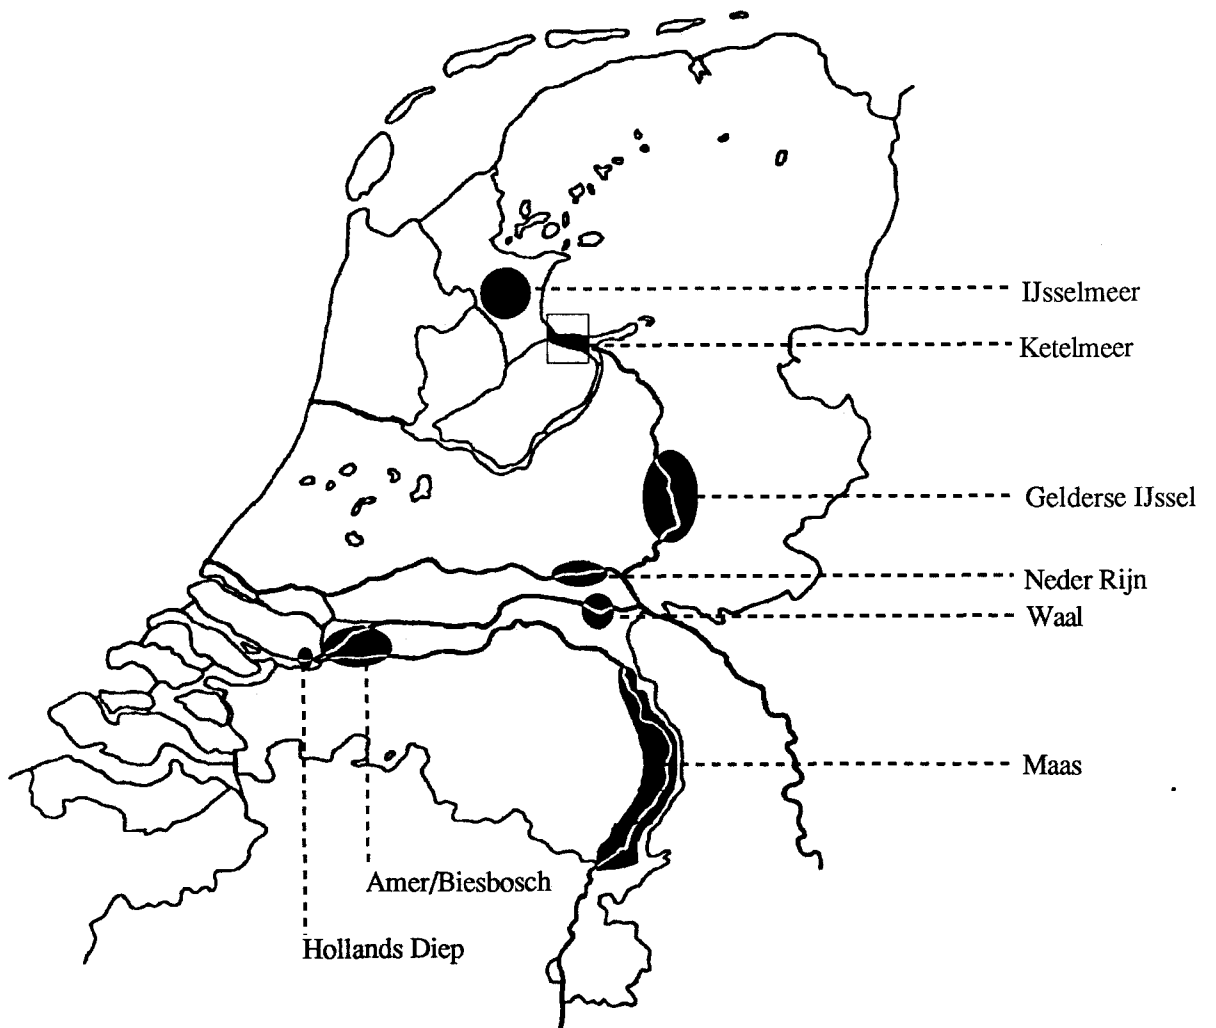 IJsselmeer
Ketelmeer
Gelderse IJssel
Neder Rijn
Waal
Maas
Amer/Biesbosch
Hollands Diep